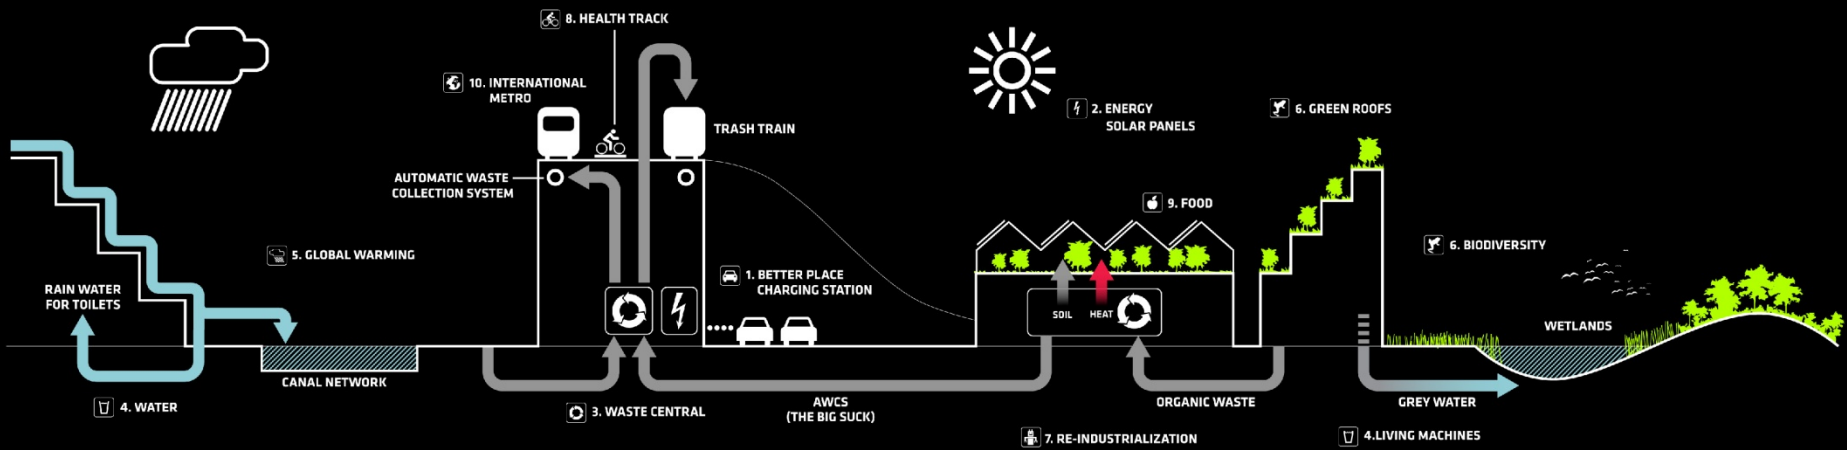 8. HEALTH TRACK
10. INTERNATIONAL
METRO
TRASH TRAIN
2. ENERGY
SOLAR PANELS
6. GREEN ROOFS
AUTOMATIC WASTE
COLLECTION SYSTEM
9. FOOD
5. GLOBAL WARMING
6. BIODIVERSITY
1. BETTER PLACE
CHARGING STATION
RAIN WATER
FOR TOILETS
SOIL
HEAT
WETLANDS
CANAL NETWORK
4. WATER
3. WASTE CENTRAL
AWCS
(THE BIG SUCK)
ORGANIC WASTE
GREY WATER
7. RE-INDUSTRIALIZATION
4.LIVING MACHINES